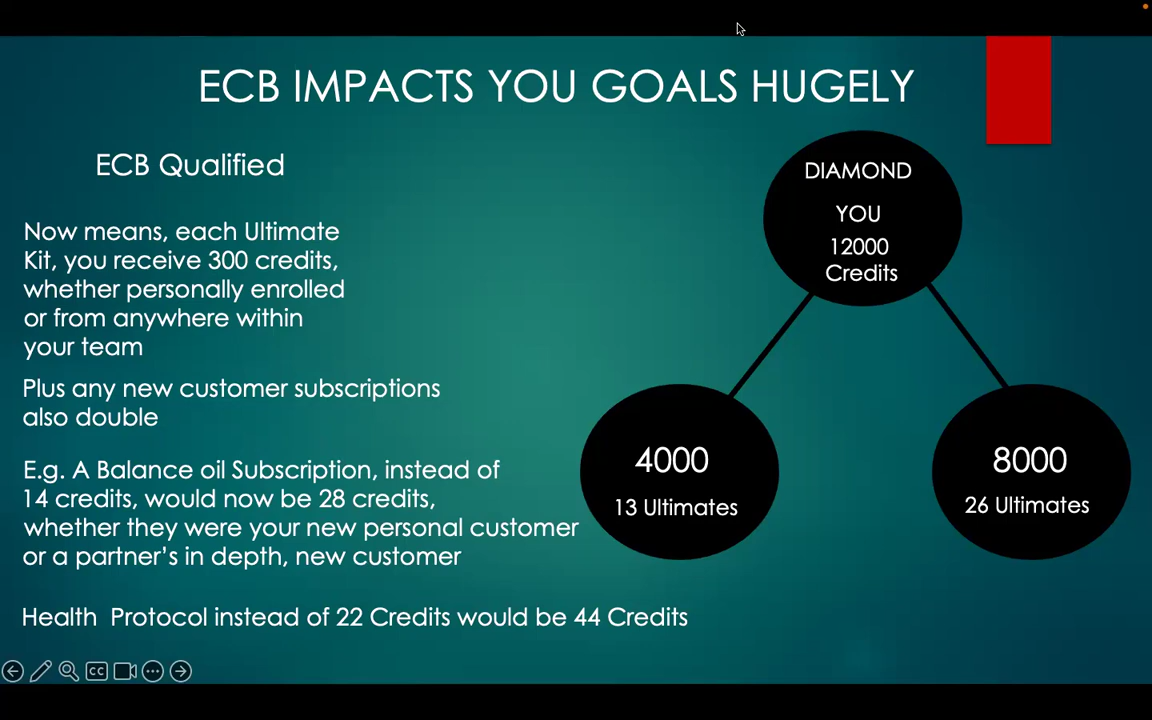 ECB IMPACTS YOU GOALS HUGELY
ECB Qualified
Now means, each Ultimate
Kit, you receive 300 credits,
whether personally enrolled
or from anywhere within
your team
Plus any new customer subscriptions
also double
E.g. A Balance oil Subscription, instead of
14 credits, would now be 28 credits,
whether they were your new personal customer
or a partner’s in depth, new customer
Health  Protocol instead of 22 Credits would be 44 Credits
DIAMOND
YOU
12000
Credits
4000
13 Ultimates
8000
26 Ultimates
CC